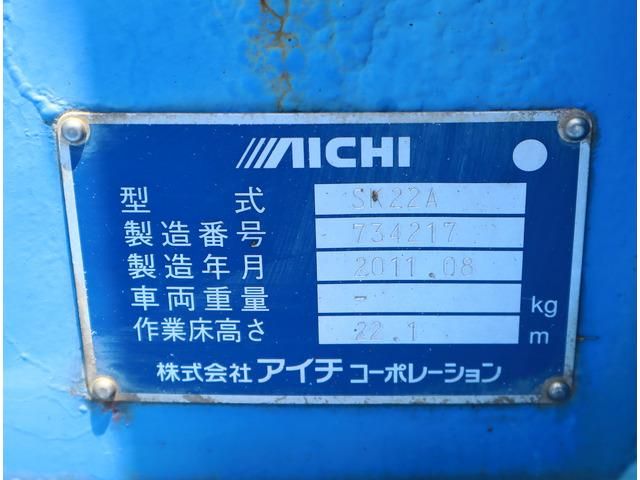 AICHI
型式 SK22A
製造番号 734217
製造年月 2011.08
車両重量 - kg
作業床高さ 22.1 m
株式会社アイチコーポレーション